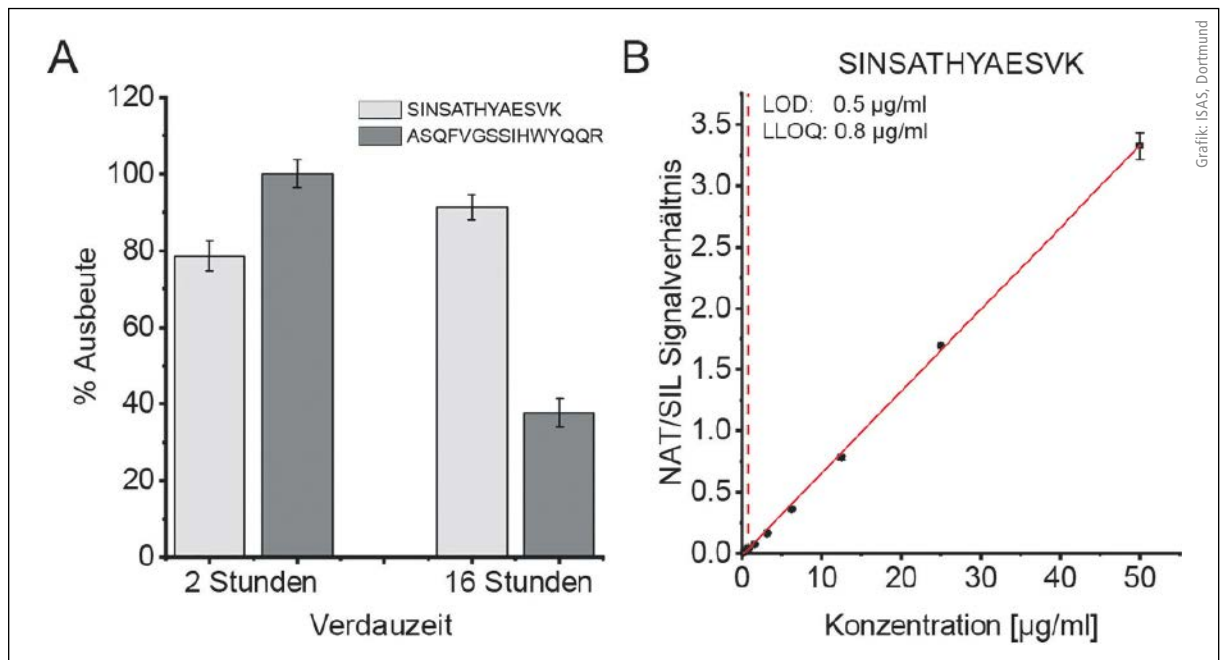 A
% Ausbeute
120
100
80
60
40
20
0
SINSATHYAESVK
ASQFVGSSIHWYQQR
2 Stunden
16 Stunden
Verdauzeit
B
SINSATHYAESVK
LOD: 0.5 µg/ml
LLOQ: 0.8 µg/ml
NAT/SIL Signalverhältnis
3.5
3.0
2.5
2.0
1.5
1.0
0.5
0.0
0
10
20
30
40
50
Konzentration [µg/ml]
Grafik: ISAS, Dortmund